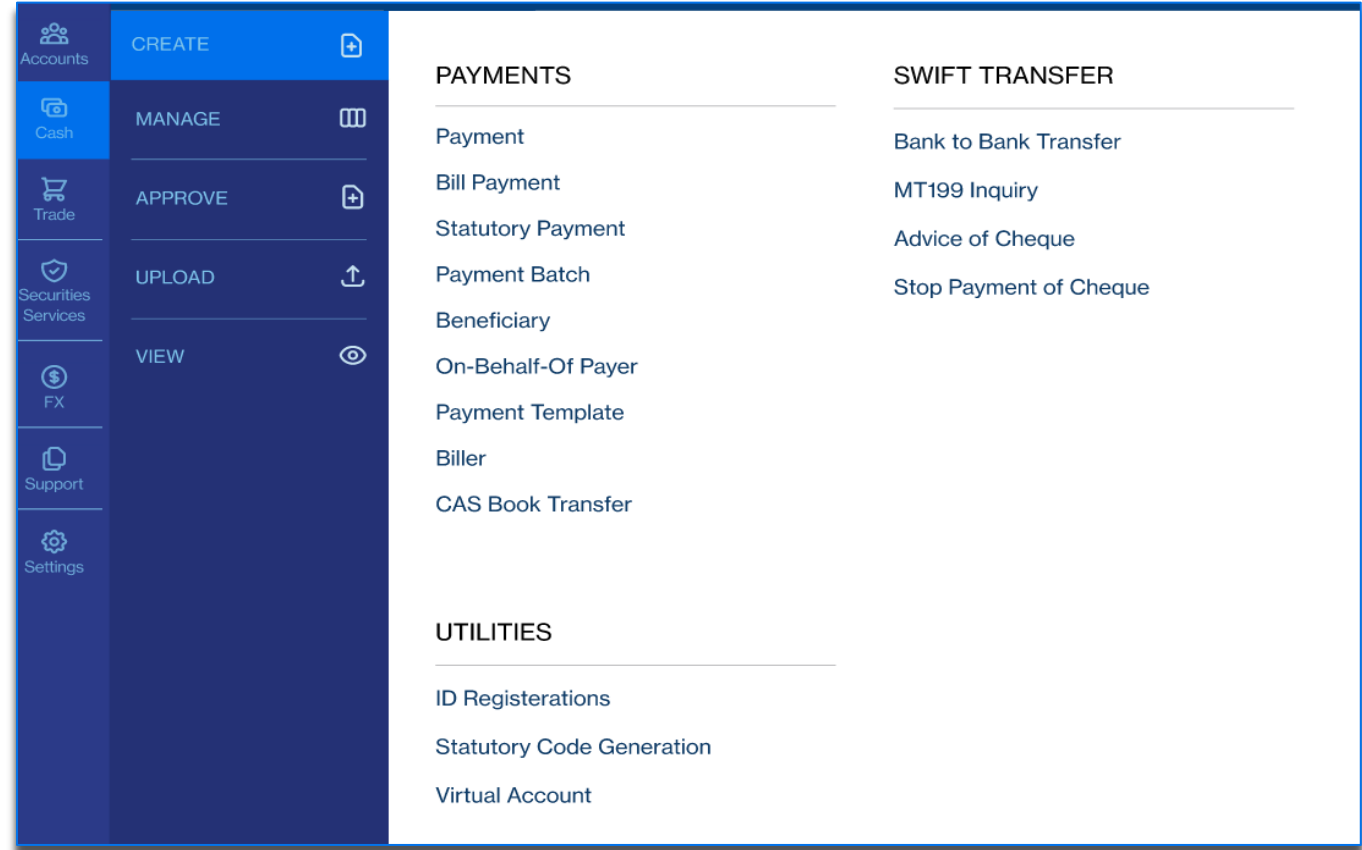 Accounts
Cash
Trade
Securities
Services
FX
Support
Settings
CREATE
MANAGE
APPROVE
UPLOAD
VIEW
PAYMENTS
Payment
Bill Payment
Statutory Payment
Payment Batch
Beneficiary
On-Behalf-Of Payer
Payment Template
Biller
CAS Book Transfer
UTILITIES
ID Registerations
Statutory Code Generation
Virtual Account
SWIFT TRANSFER
Bank to Bank Transfer
MT199 Inquiry
Advice of Cheque
Stop Payment of Cheque